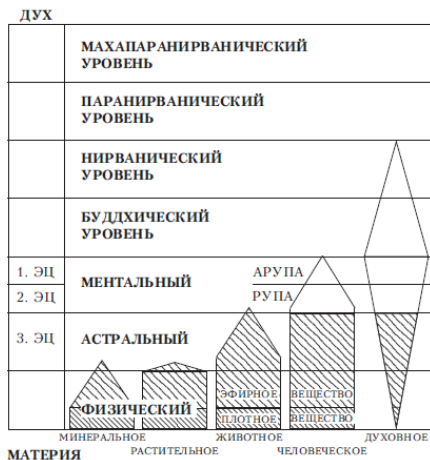 ДУХ
МАХАПАРАНИРВАНИЧЕСКИЙ
УРОВЕНЬ
ПАРАНИРВАНИЧЕСКИЙ
УРОВЕНЬ
НИРВАНИЧЕСКИЙ
УРОВЕНЬ
БУДДХИЧЕСКИЙ
УРОВЕНЬ
1. ЭЦ
МЕНТАЛЬНЫЙ
АРУПА
2. ЭЦ
РУПА
3. ЭЦ
АСТРАЛЬНЫЙ
ЭФИРНОЕ ВЕЩЕСТВО
ФИЗИЧЕСКИЙ
ПЛОТНОЕ ВЕЩЕСТВО
МИНЕРАЛЬНОЕ ЖИВОТНОЕ ДУХОВНОЕ
МАТЕРИЯ РАСТИТЕЛЬНОЕ ЧЕЛОВЕЧЕСКОЕ